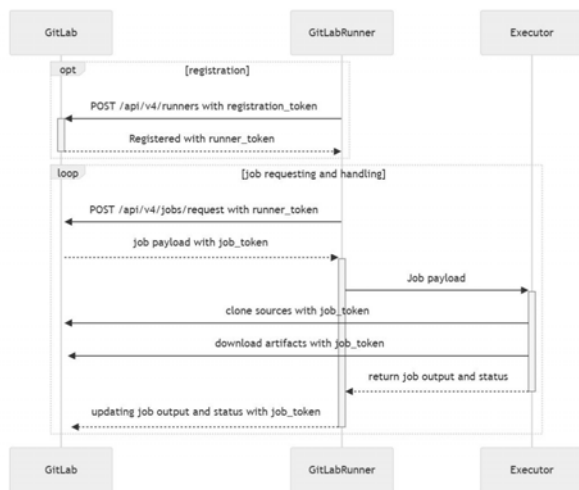 GitLab
GitLabRunner
Executor
opt
[registration]
POST /api/v4/runners with registration_token
Registered with runner_token
loop
[job requesting and handling]
POST /api/v4/jobs/request with runner_token
job payload with job_token
Job payload
clone sources with job_token
download artifacts with job_token
return job output and status
updating job output and status with job_token
GitLab
GitLabRunner
Executor